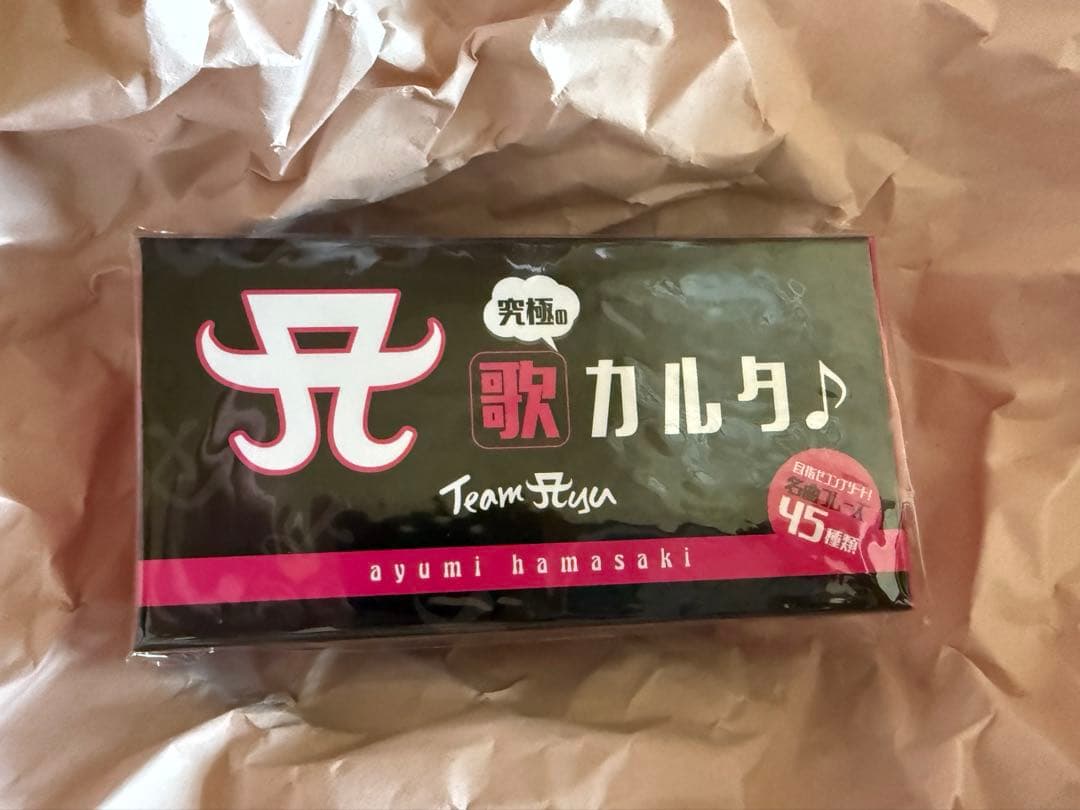 究極の
歌カルタ♪
Team Ayu
目指せコンプリート!
名曲フレーズ
45種類
ayumi hamasaki